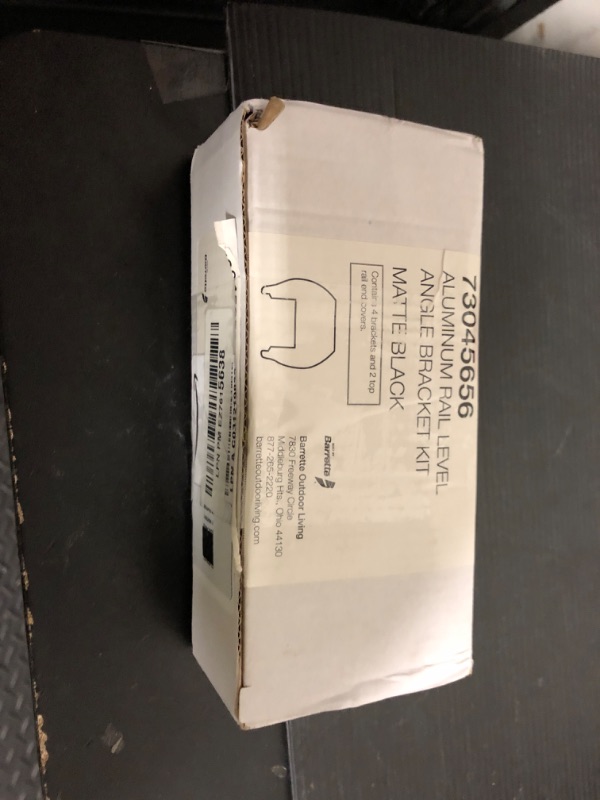 73045656
ALUMINUM RAIL LEVEL
ANGLE BRACKET KIT
MATTE BLACK
Contains 4 brackets and 2 top
rail end covers.
Barrette
Barrette Outdoor Living
7830 Freeway Circle
Middleburg Hts., Ohio 44130
877-265-2220
barretteoutdoorliving.com